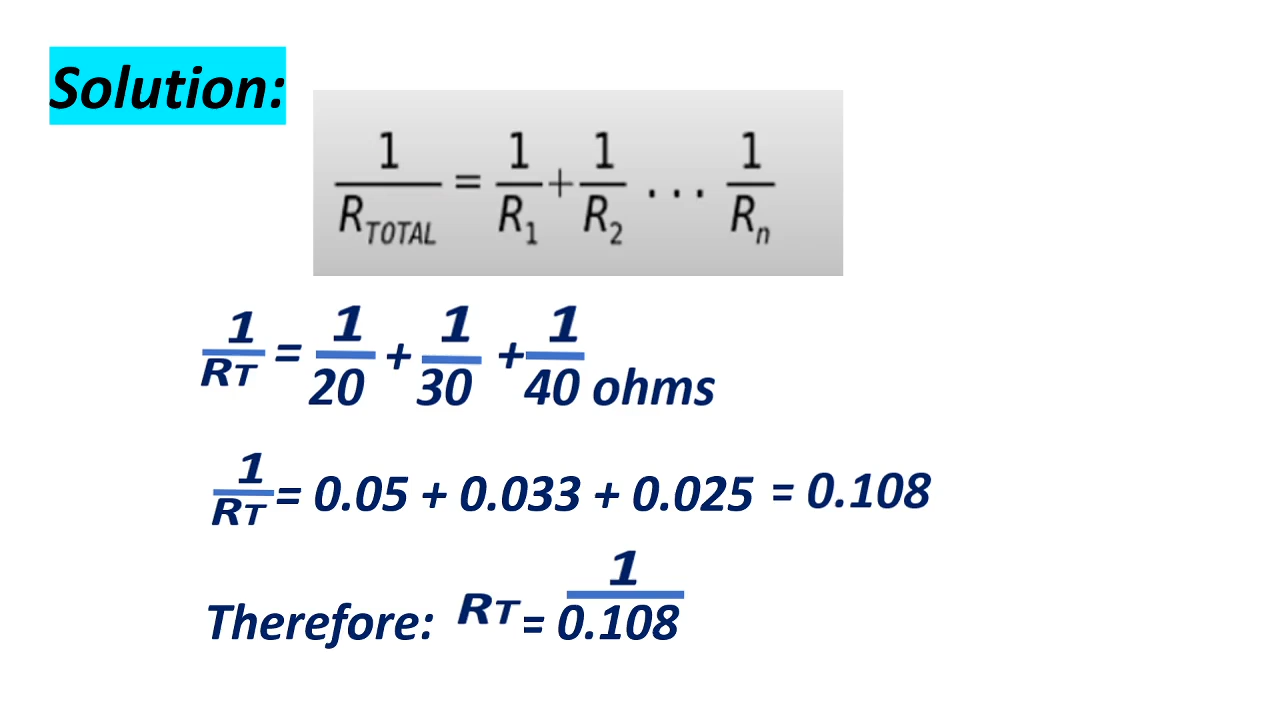 Solution:
1/R_TOTAL = 1/R_1 + 1/R_2 ... 1/R_n
1/RT = 1/20 + 1/30 + 1/40 ohms
1/RT = 0.05 + 0.033 + 0.025 = 0.108
Therefore: RT = 1/0.108